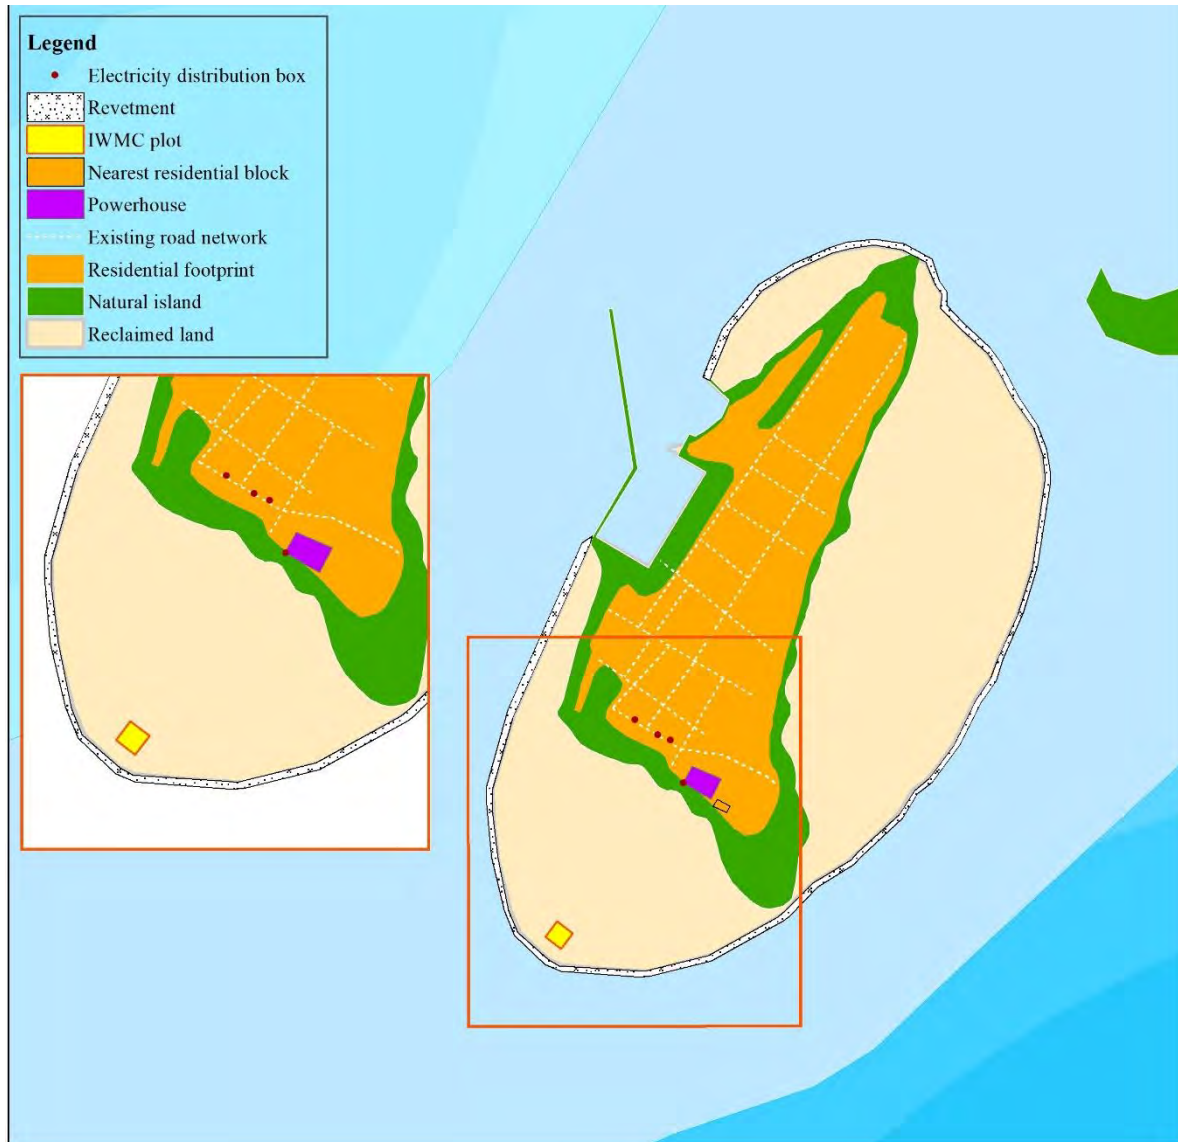 Legend
Electricity distribution box
Revetment
IWMC plot
Nearest residential block
Powerhouse
Existing road network
Residential footprint
Natural island
Reclaimed land